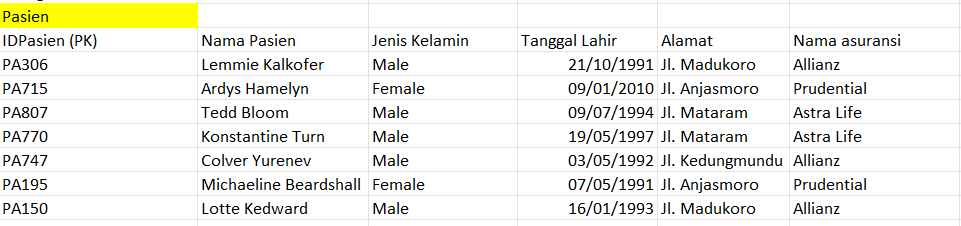 Pasien
IDPasien (PK) Nama Pasien Jenis Kelamin Tanggal Lahir Alamat Nama asuransi
PA306 Lemmie Kalkofer Male 21/10/1991 Jl. Madukoro Allianz
PA715 Ardys Hamelyn Female 09/01/2010 Jl. Anjasmoro Prudential
PA807 Tedd Bloom Male 09/07/1994 Jl. Mataram Astra Life
PA770 Konstantine Turn Male 19/05/1997 Jl. Mataram Astra Life
PA747 Colver Yurenev Male 03/05/1992 Jl. Kedungmundu Allianz
PA195 Michaeline Beardshall Female 07/05/1991 Jl. Anjasmoro Prudential
PA150 Lotte Kedward Male 16/01/1993 Jl. Madukoro Allianz